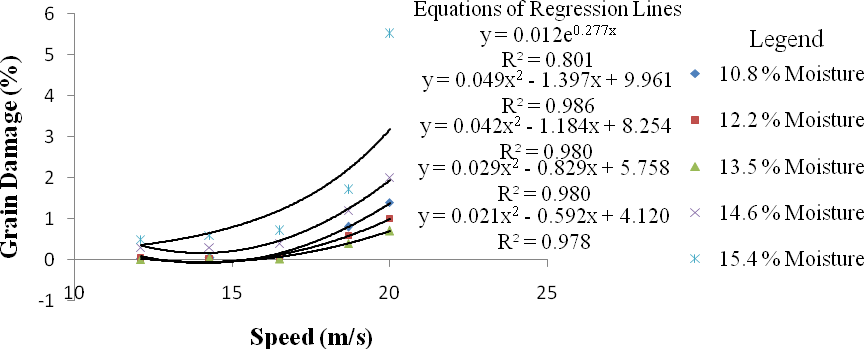 Equations of Regression Lines
y = 0.012e^0.277x
R² = 0.801
y = 0.049x² - 1.397x + 9.961
R² = 0.986
y = 0.042x² - 1.184x + 8.254
R² = 0.980
y = 0.029x² - 0.829x + 5.758
R² = 0.980
y = 0.021x² - 0.592x + 4.120
R² = 0.978
Legend
10.8 % Moisture
12.2 % Moisture
13.5 % Moisture
14.6 % Moisture
15.4 % Moisture
Grain Damage (%)
6
5
4
3
2
1
0
-1
10 15 20 25
Speed (m/s)